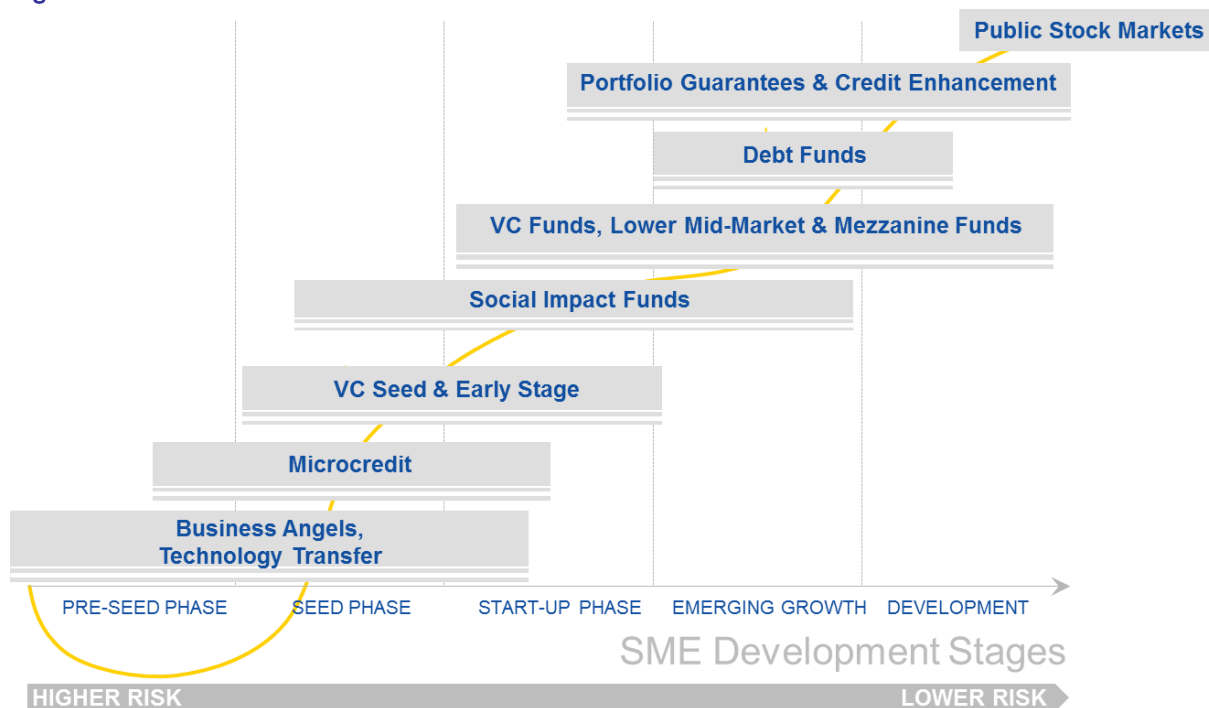 Public Stock Markets
Portfolio Guarantees & Credit Enhancement
Debt Funds
VC Funds, Lower Mid-Market & Mezzanine Funds
Social Impact Funds
VC Seed & Early Stage
Microcredit
Business Angels,
Technology Transfer
PRE-SEED PHASE SEED PHASE START-UP PHASE EMERGING GROWTH DEVELOPMENT
SME Development Stages
HIGHER RISK LOWER RISK